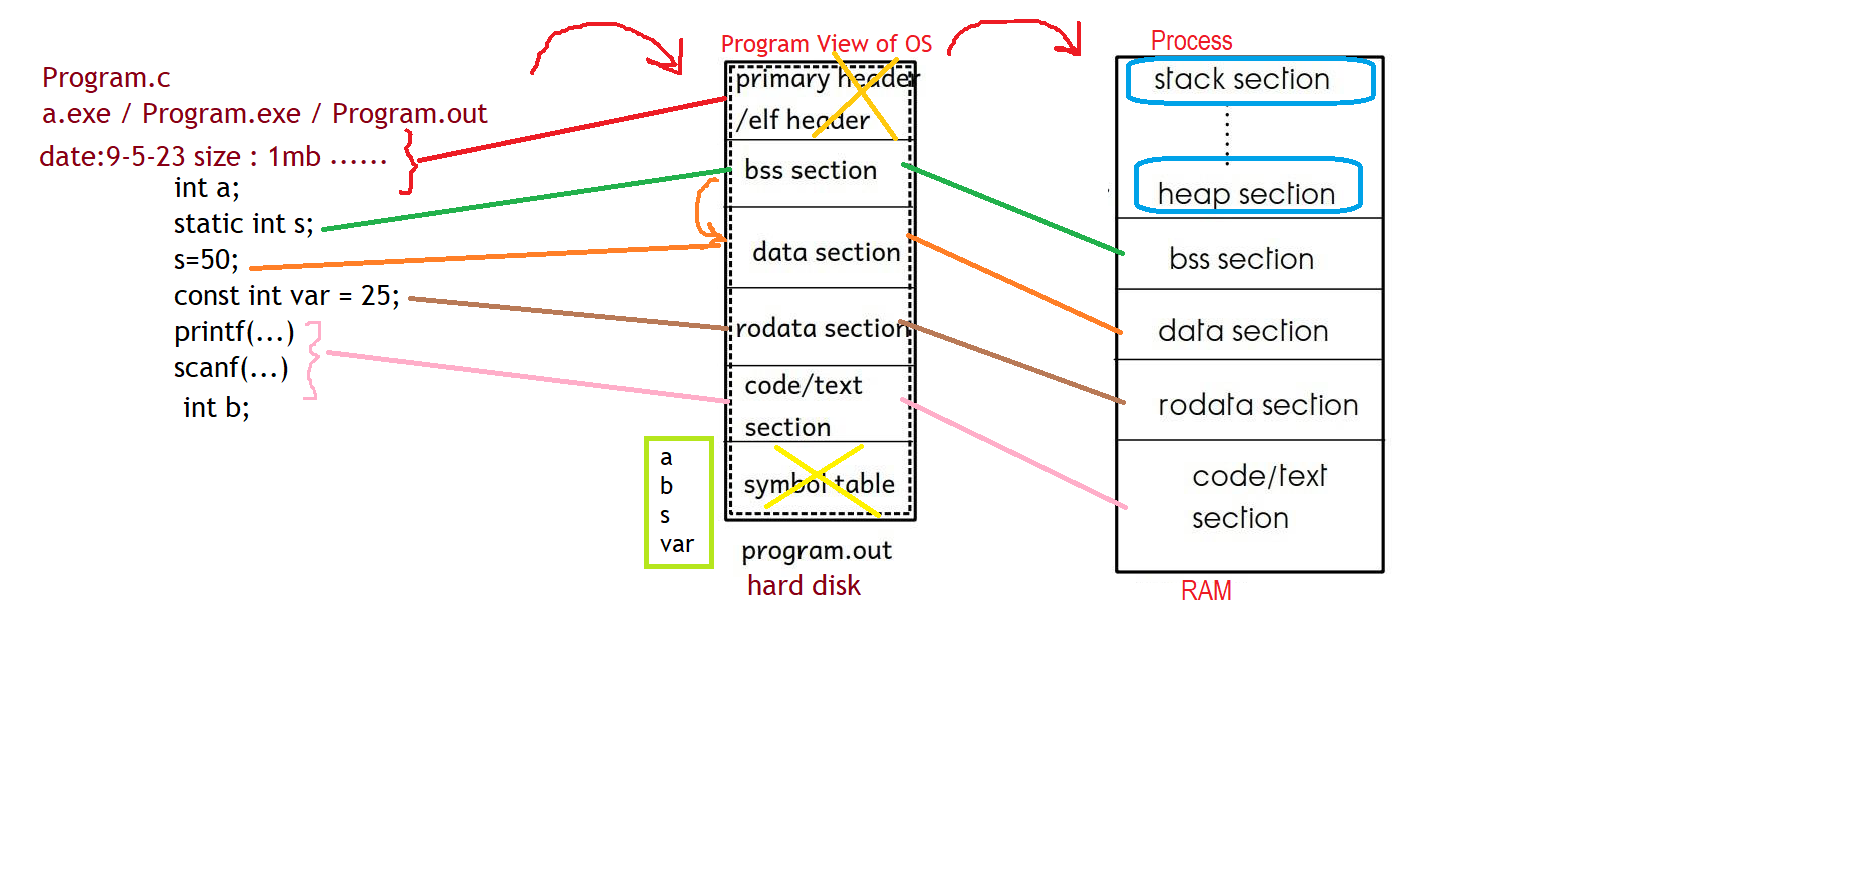 Program.c
a.exe / Program.exe / Program.out
date:9-5-23 size : 1mb ......
int a;
static int s;
s=50;
const int var = 25;
printf(...)
scanf(...)
int b;
Program View of OS
primary header
/elf header
bss section
data section
rodata section
code/text
section
symbol table
a
b
s
var
program.out
hard disk
Process
stack section
heap section
bss section
data section
rodata section
code/text
section
RAM